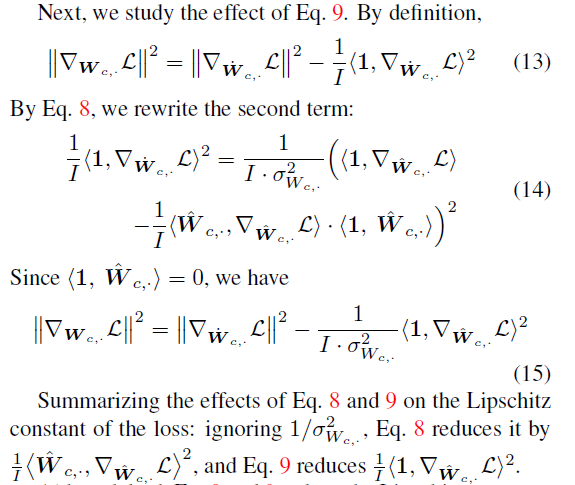 Next, we study the effect of Eq. 9. By definition,
$\left\|\nabla_{\boldsymbol{W}_{c,\cdot}} \mathcal{L}\right\|^2 = \left\|\nabla_{\dot{\boldsymbol{W}}_{c,\cdot}} \mathcal{L}\right\|^2 - \frac{1}{I} \langle \mathbf{1}, \nabla_{\dot{\boldsymbol{W}}_{c,\cdot}} \mathcal{L} \rangle^2 \quad (13)$
By Eq. 8, we rewrite the second term:
$\frac{1}{I} \langle \mathbf{1}, \nabla_{\dot{\boldsymbol{W}}_{c,\cdot}} \mathcal{L} \rangle^2 = \frac{1}{I \cdot \sigma^2_{W_{c,\cdot}}} \Big( \langle \mathbf{1}, \nabla_{\hat{\boldsymbol{W}}_{c,\cdot}} \mathcal{L} \rangle$
$- \frac{1}{I} \langle \hat{\boldsymbol{W}}_{c,\cdot}, \nabla_{\hat{\boldsymbol{W}}_{c,\cdot}} \mathcal{L} \rangle \cdot \langle \mathbf{1}, \hat{\boldsymbol{W}}_{c,\cdot} \rangle \Big)^2 \quad (14)$
Since $\langle \mathbf{1}, \hat{\boldsymbol{W}}_{c,\cdot} \rangle = 0$, we have
$\left\|\nabla_{\boldsymbol{W}_{c,\cdot}} \mathcal{L}\right\|^2 = \left\|\nabla_{\dot{\boldsymbol{W}}_{c,\cdot}} \mathcal{L}\right\|^2 - \frac{1}{I \cdot \sigma^2_{W_{c,\cdot}}} \langle \mathbf{1}, \nabla_{\hat{\boldsymbol{W}}_{c,\cdot}} \mathcal{L} \rangle^2$
(15)
Summarizing the effects of Eq. 8 and 9 on the Lipschitz
constant of the loss: ignoring $1/\sigma^2_{W_{c,\cdot}}$, Eq. 8 reduces it by
$\frac{1}{I} \langle \hat{\boldsymbol{W}}_{c,\cdot}, \nabla_{\hat{\boldsymbol{W}}_{c,\cdot}} \mathcal{L} \rangle^2$, and Eq. 9 reduces $\frac{1}{I} \langle \mathbf{1}, \nabla_{\hat{\boldsymbol{W}}_{c,\cdot}} \mathcal{L} \rangle^2$.